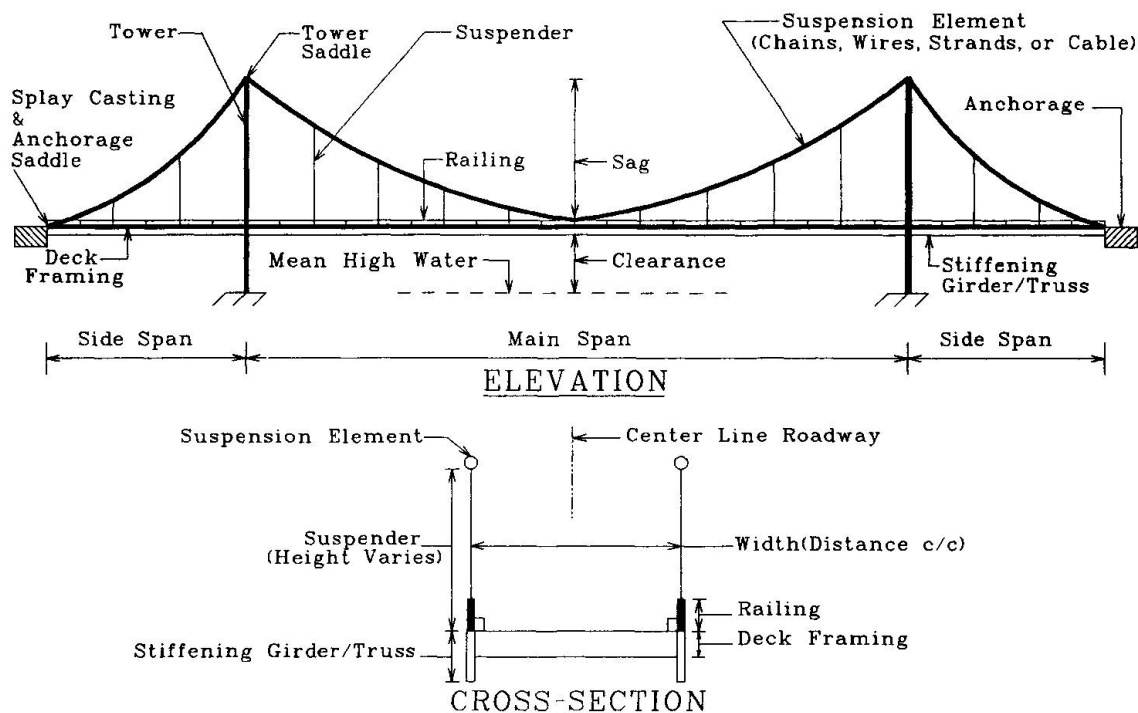 Tower
Tower
Saddle
Suspender
Suspension Element
(Chains, Wires, Strands, or Cable)
Splay Casting
&
Anchorage
Saddle
Anchorage
Railing
Sag
Deck
Framing
Mean High Water
Clearance
Stiffening
Girder/Truss
Side Span
Main Span
Side Span
ELEVATION
Suspension Element
Center Line Roadway
Suspender
(Height Varies)
Width(Distance c/c)
Railing
Deck Framing
Stiffening Girder/Truss
CROSS-SECTION